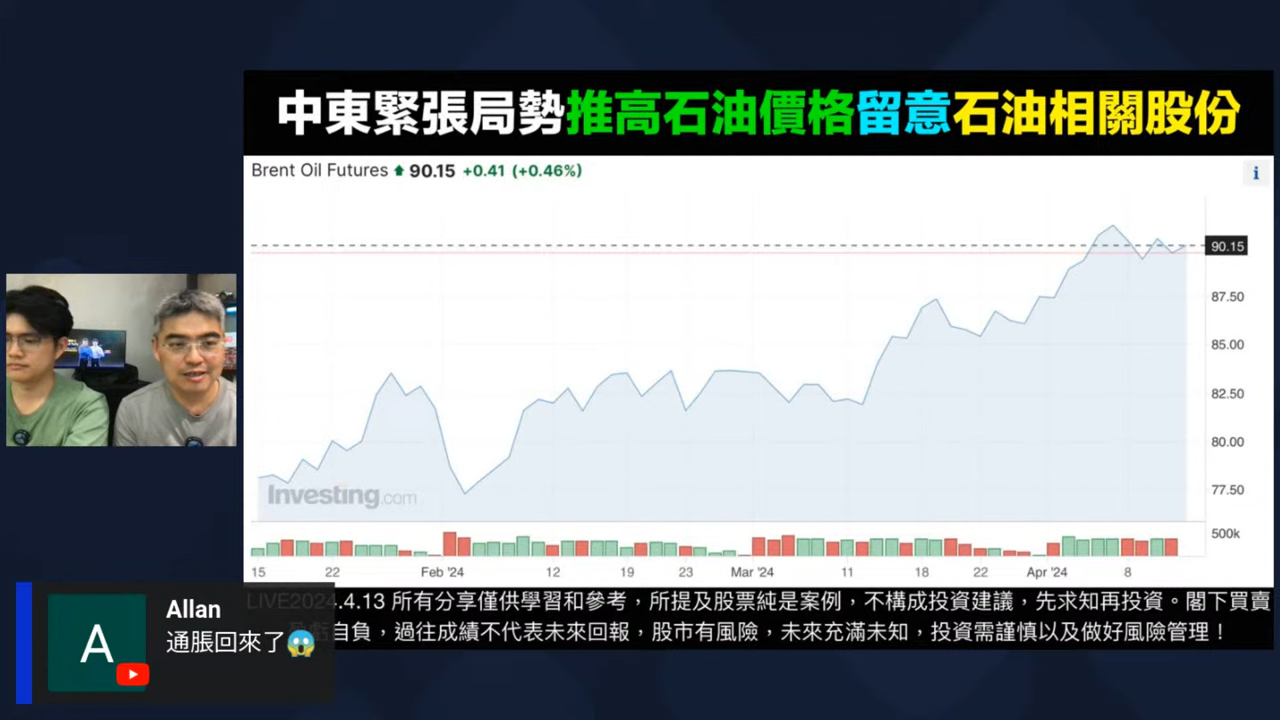 中東緊張局勢推高石油價格留意石油相關股份
Brent Oil Futures 90.15 +0.41 (+0.46%)
i
90.15
87.50
85.00
82.50
80.00
77.50
Investing.com
500k
15 22 Feb '24 12 19 23 Mar '24 11 18 22 Apr '24 8
LIVE2024.4.13 所有分享僅供學習和參考，所提及股票純是案例，不構成投資建議，先求知再投資。閣下買賣
盈虧自負，過往成績不代表未來回報，股市有風險，未來充滿未知，投資需謹慎以及做好風險管理！
A
Allan
通脹回來了😱